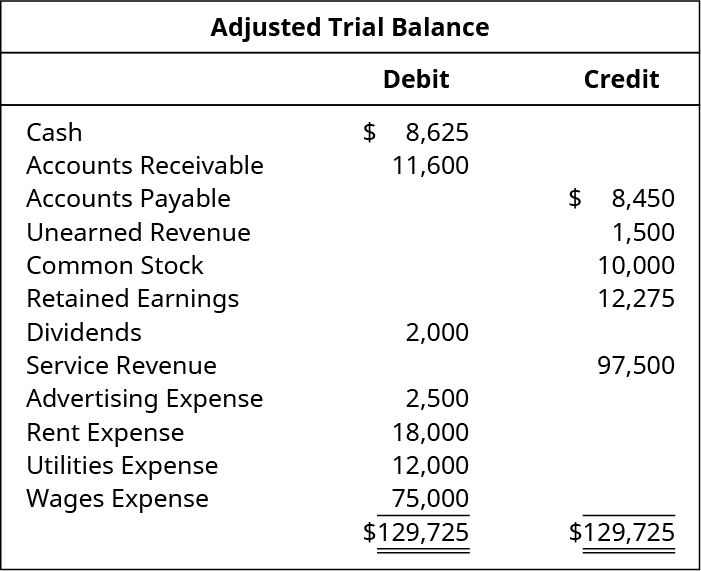 Adjusted Trial Balance
Debit Credit
Cash $ 8,625
Accounts Receivable 11,600
Accounts Payable $ 8,450
Unearned Revenue 1,500
Common Stock 10,000
Retained Earnings 12,275
Dividends 2,000
Service Revenue 97,500
Advertising Expense 2,500
Rent Expense 18,000
Utilities Expense 12,000
Wages Expense 75,000
$129,725 $129,725